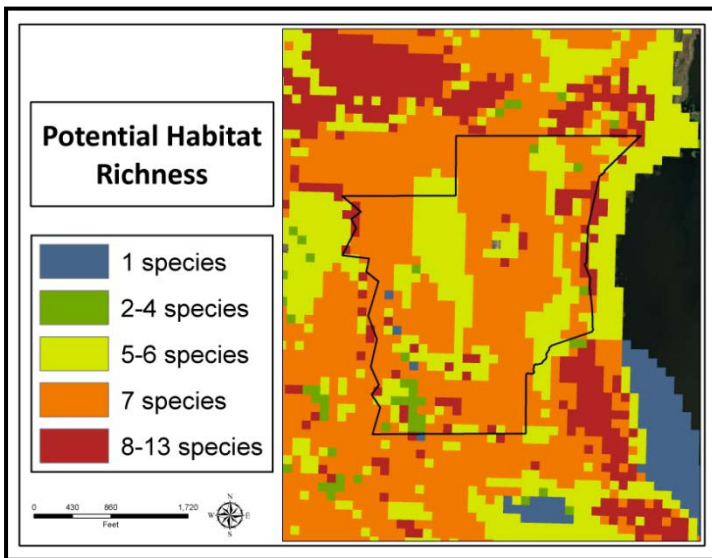 Potential Habitat
Richness
1 species
2-4 species
5-6 species
7 species
8-13 species
0 430 860 1,720
Feet
N
W E
S